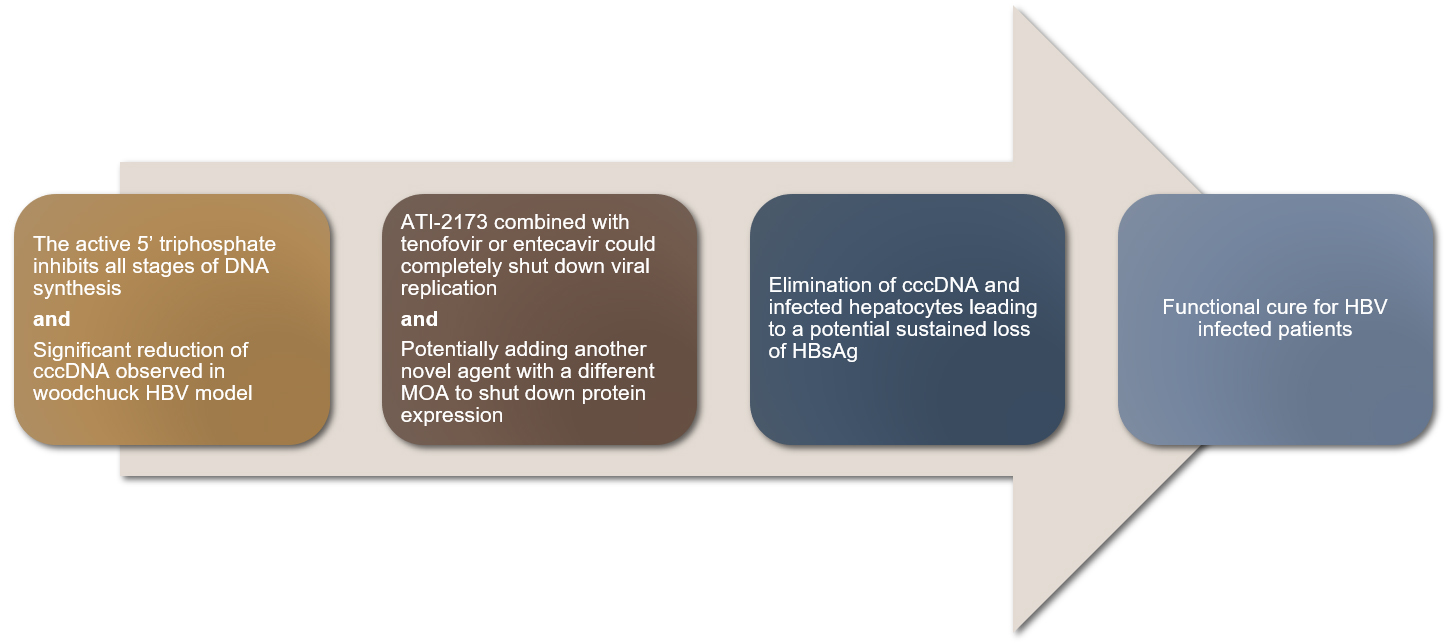 The active 5’ triphosphate
inhibits all stages of DNA
synthesis
and
Significant reduction of
cccDNA observed in
woodchuck HBV model
ATI-2173 combined with
tenofovir or entecavir could
completely shut down viral
replication
and
Potentially adding another
novel agent with a different
MOA to shut down protein
expression
Elimination of cccDNA and
infected hepatocytes leading
to a potential sustained loss
of HBsAg
Functional cure for HBV
infected patients